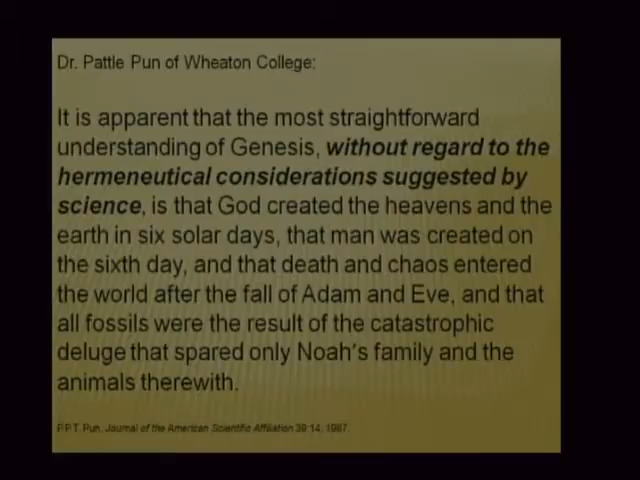 Dr. Pattle Pun of Wheaton College:
It is apparent that the most straightforward
understanding of Genesis, without regard to the
hermeneutical considerations suggested by
science, is that God created the heavens and the
earth in six solar days, that man was created on
the sixth day, and that death and chaos entered
the world after the fall of Adam and Eve, and that
all fossils were the result of the catastrophic
deluge that spared only Noah's family and the
animals therewith.
P.P.T. Pun, Journal of the American Scientific Affiliation 39:14, 1987.